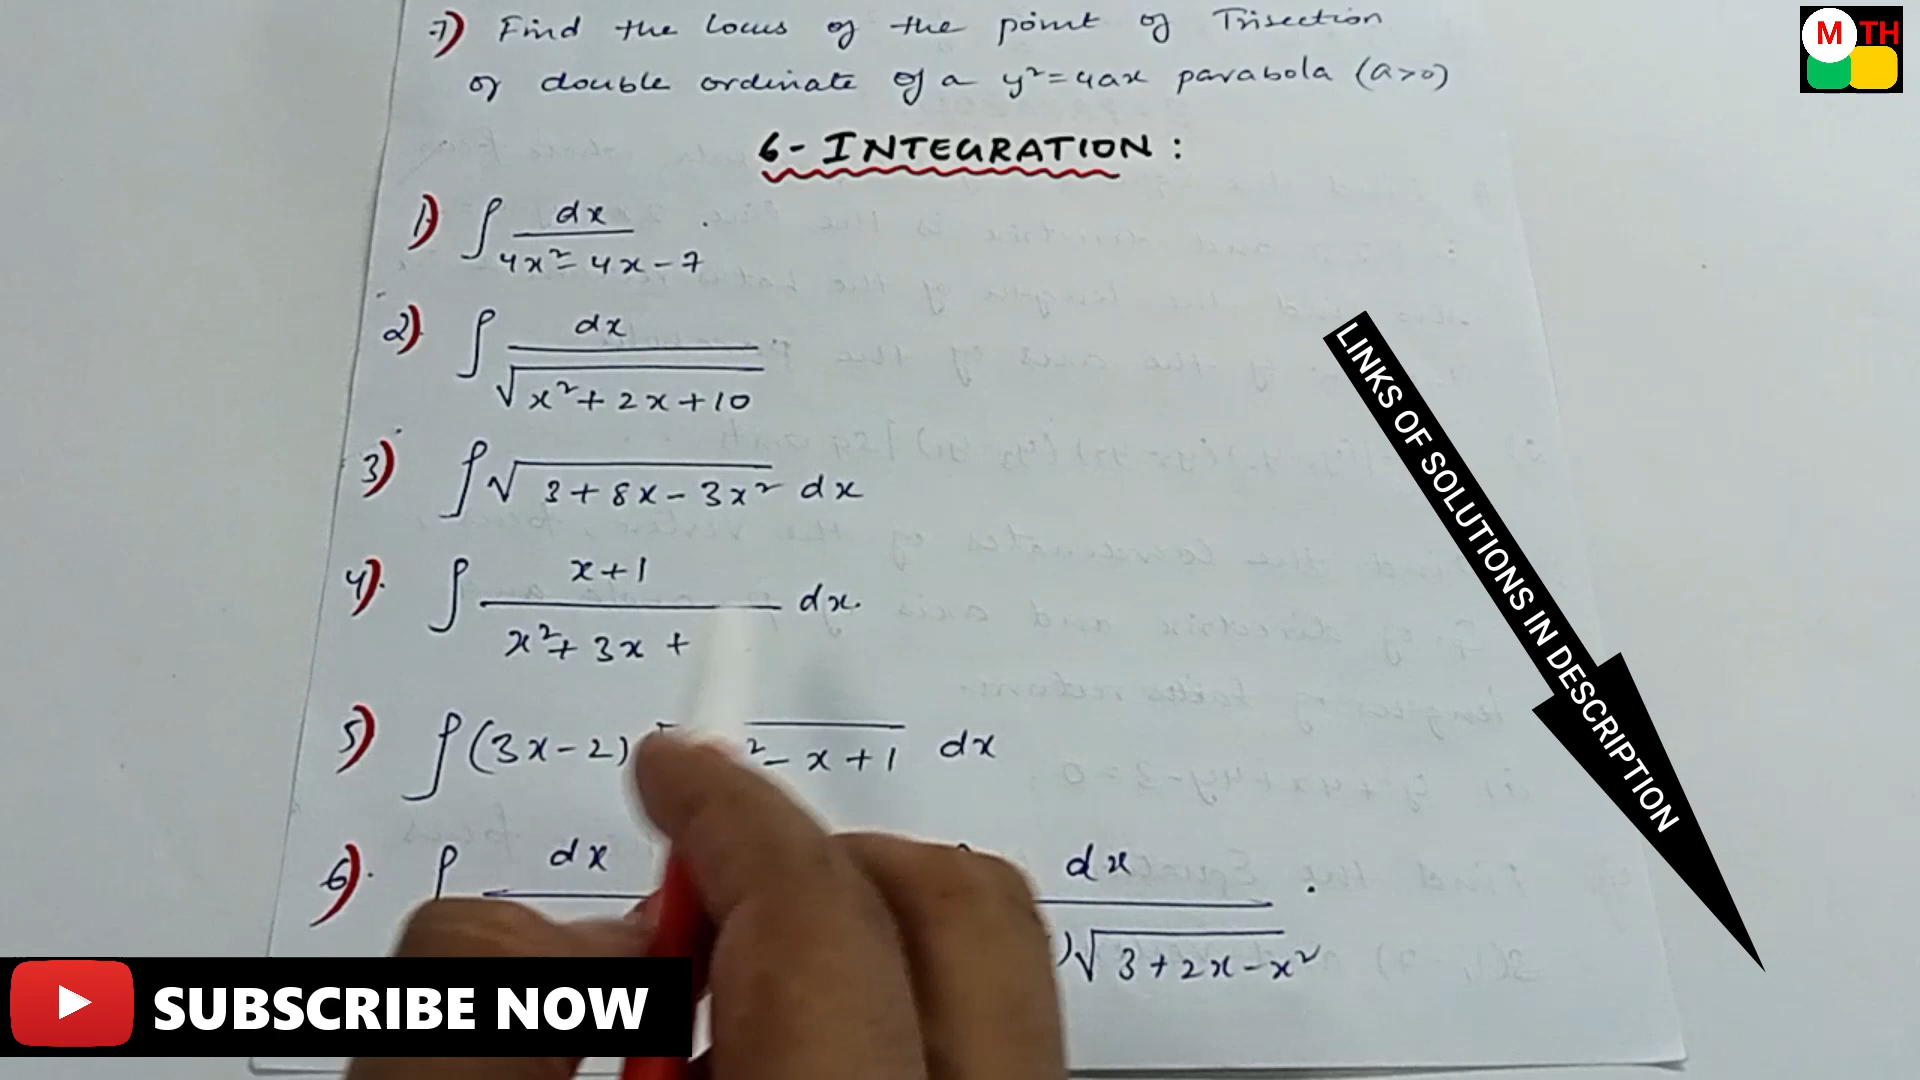 7) Find the Locus of the point of Trisection
of double ordinate of a y²=4ax parabola (a>0)
M TH
6- INTEGRATION :
1) ∫ dx
4x²- 4x - 7
2) ∫ dx
√x²+ 2x+10
3) ∫√3+8x-3x² dx
4). ∫ x+1 dx.
x²+ 3x +
5) ∫(3x-2) ²- x + 1 dx
6). ∫ dx dx .
)√3+2x-x²
LINKS OF SOLUTIONS IN DESCRIPTION
SUBSCRIBE NOW